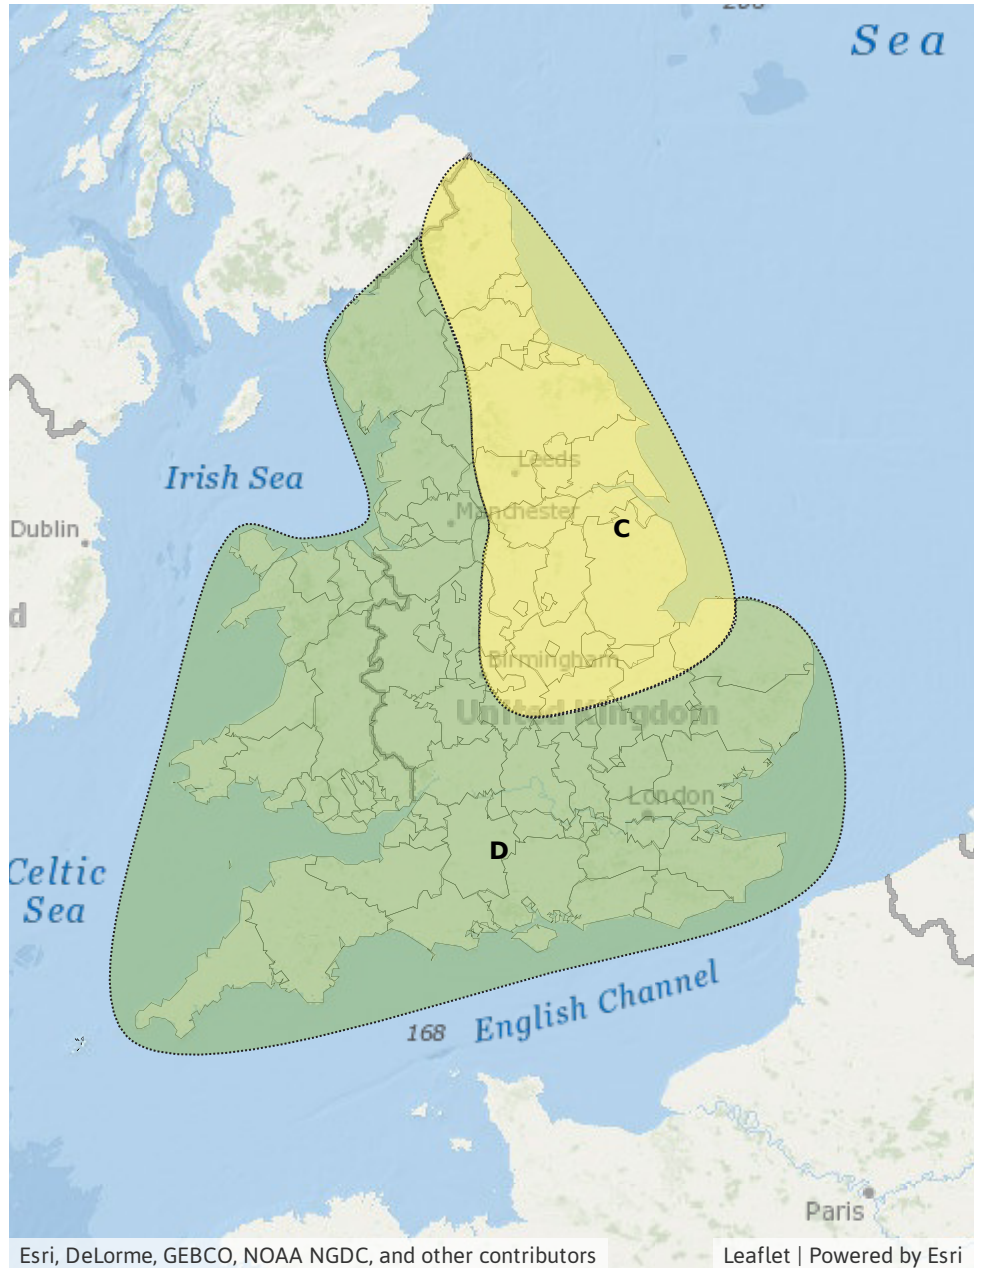 Sea
Irish Sea
Leeds
Manchester
C
Dublin
d
Birmingham
United Kingdom
London
D
Celtic
Sea
English Channel
168
Paris
Esri, DeLorme, GEBCO, NOAA NGDC, and other contributors
Leaflet | Powered by Esri